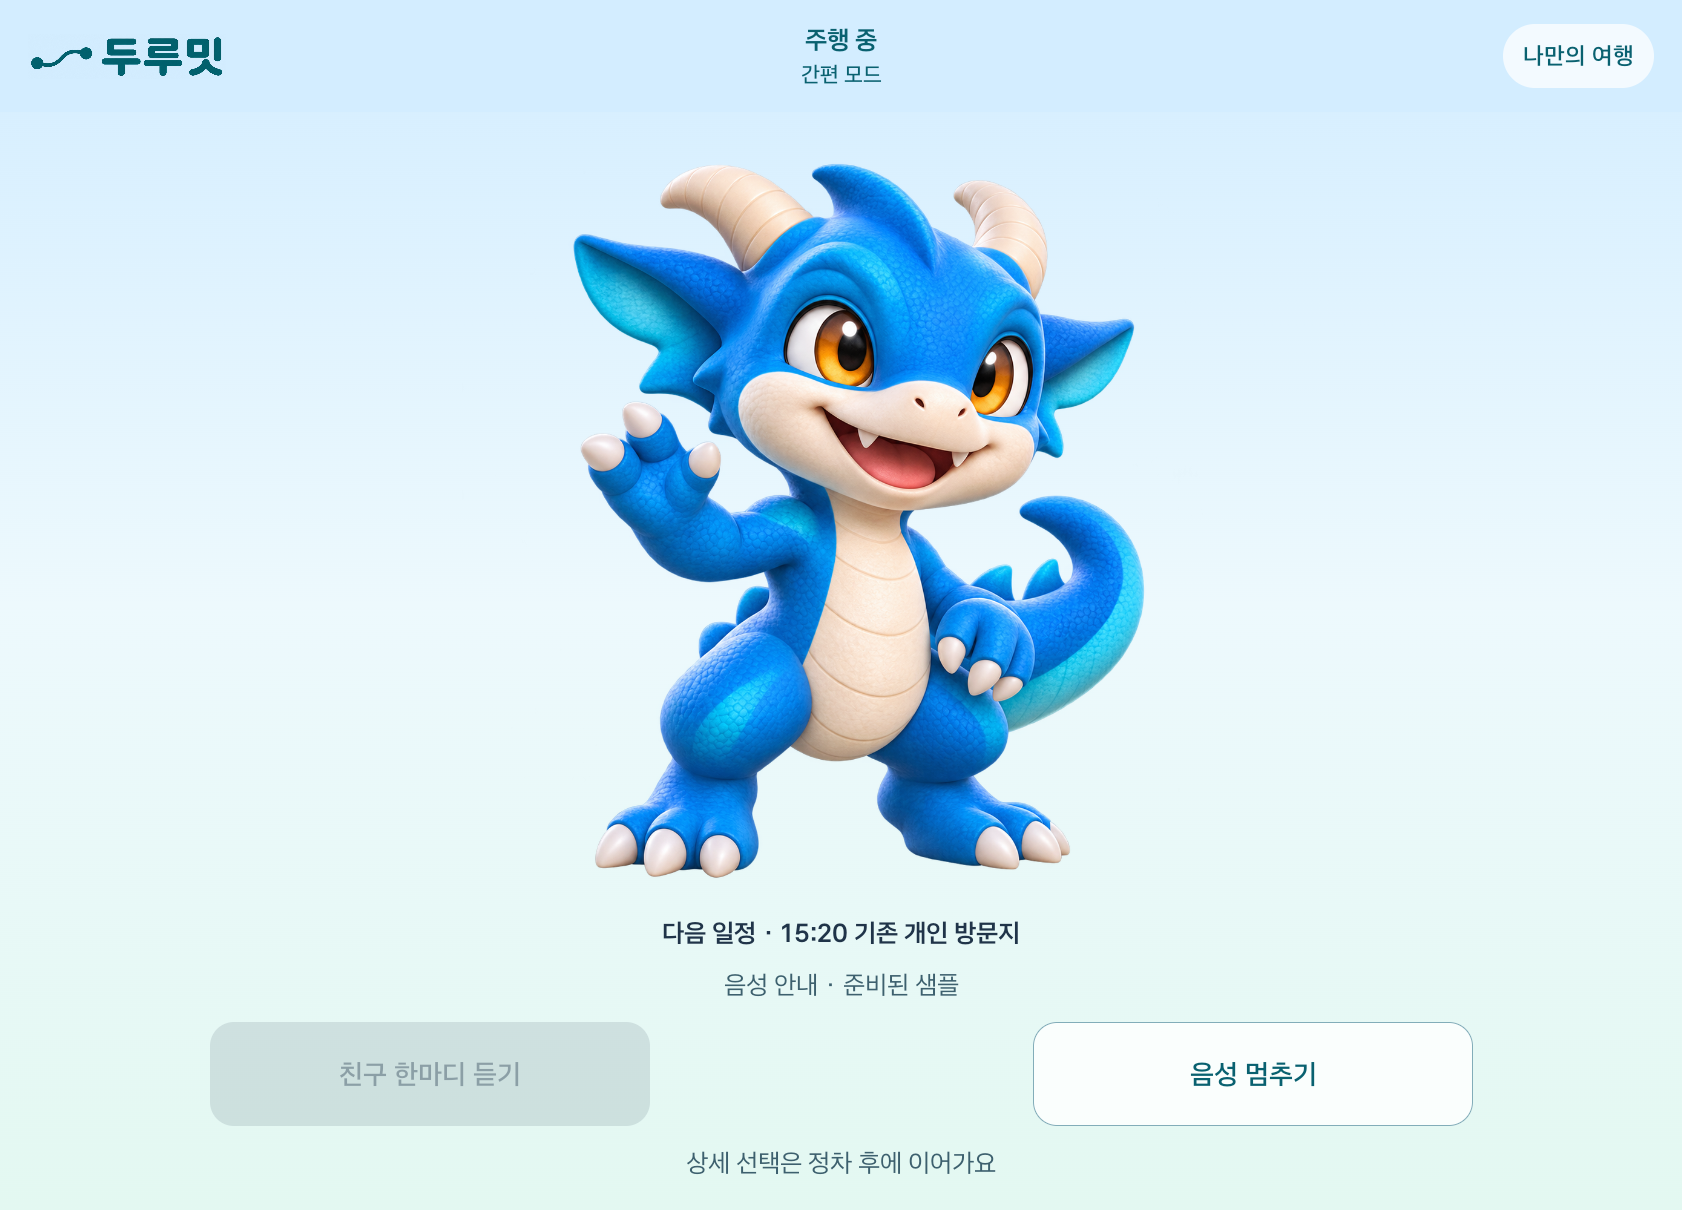 두루밋
주행 중
간편 모드
나만의 여행
다음 일정 · 15:20 기존 개인 방문지
음성 안내 · 준비된 샘플
친구 한마디 듣기
음성 멈추기
상세 선택은 정차 후에 이어가요